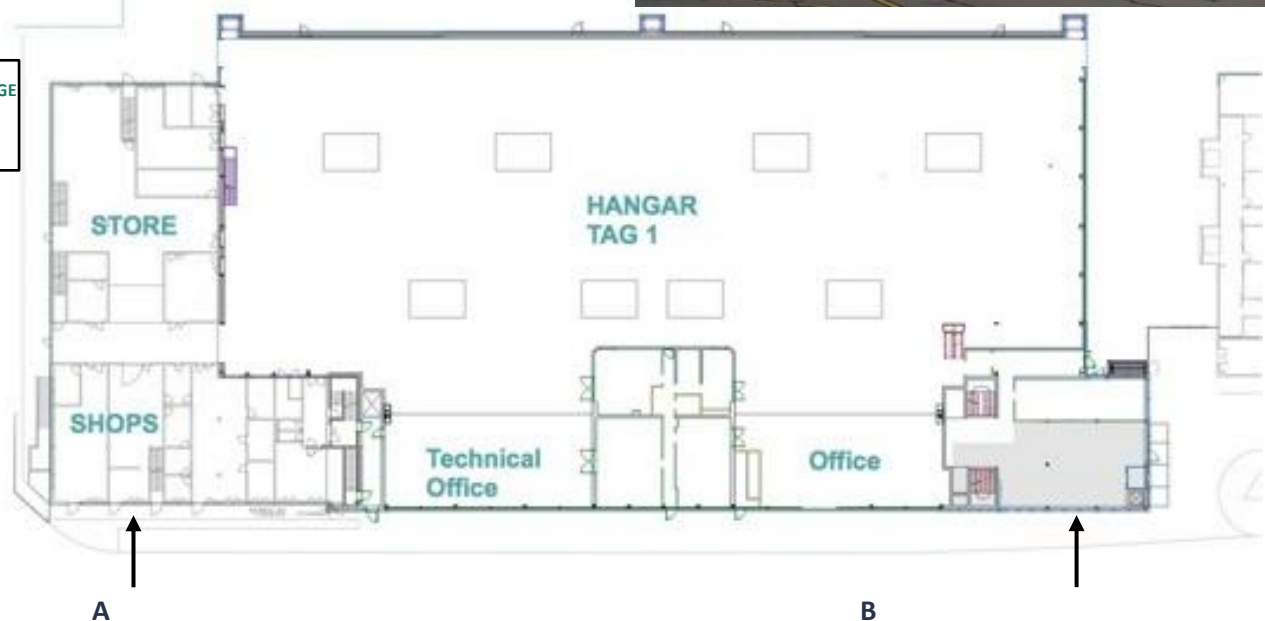 GE
STORE
HANGAR
TAG 1
SHOPS
Technical
Office
Office
A
B